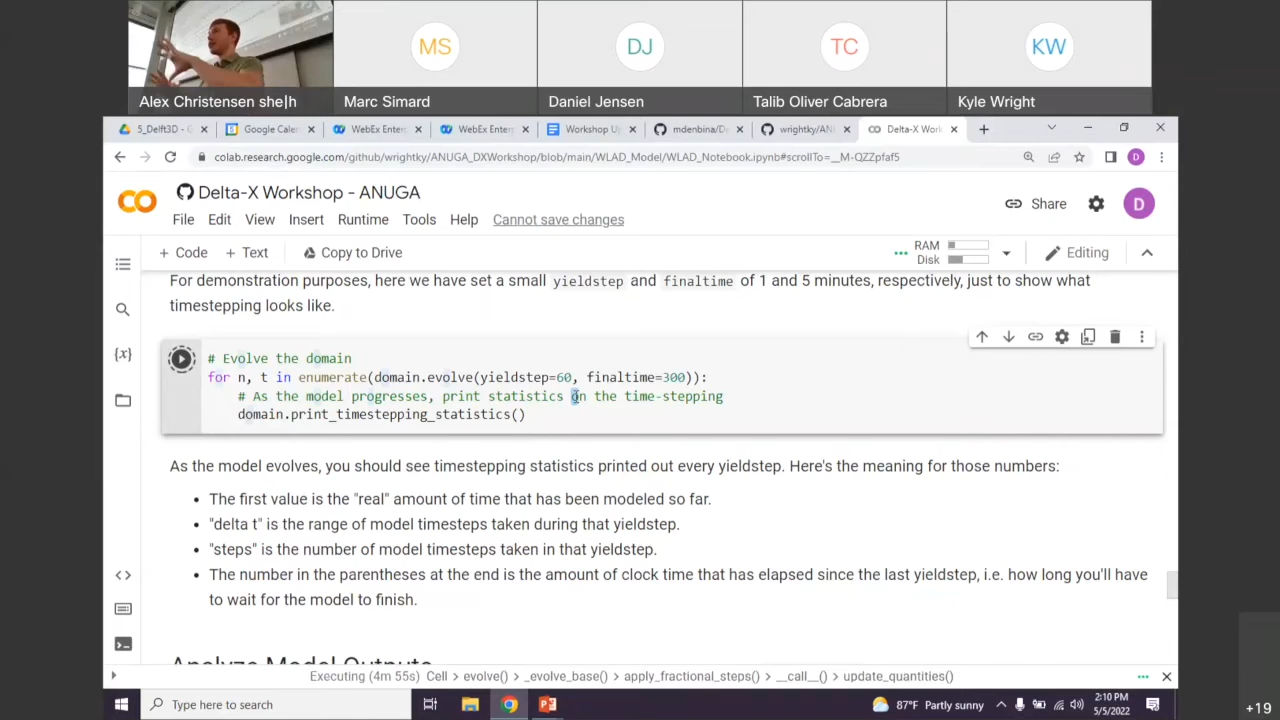 MS
DJ
TC
KW
Alex Christensen she|h
Marc Simard
Daniel Jensen
Talib Oliver Cabrera
Kyle Wright
5_Delft3D - G
Google Caler
WebEx Enter
WebEx Enter
Workshop U
mdenbina/D
wrightky/AN
Delta-X Work
colab.research.google.com/github/wrightky/ANUGA_DXWorkshop/blob/main/WLAD_Model/WLAD_Notebook.ipynb#scrollTo=__M-QZZpfaf5
D
CO
Delta-X Workshop - ANUGA
Share
D
File Edit View Insert Runtime Tools Help Cannot save changes
+ Code + Text Copy to Drive
RAM
Disk
Editing
For demonstration purposes, here we have set a small yieldstep and finaltime of 1 and 5 minutes, respectively, just to show what
timestepping looks like.
# Evolve the domain
for n, t in enumerate(domain.evolve(yieldstep=60, finaltime=300)):
# As the model progresses, print statistics on the time-stepping
domain.print_timestepping_statistics()
As the model evolves, you should see timestepping statistics printed out every yieldstep. Here's the meaning for those numbers:
• The first value is the "real" amount of time that has been modeled so far.
• "delta t" is the range of model timesteps taken during that yieldstep.
• "steps" is the number of model timesteps taken in that yieldstep.
• The number in the parentheses at the end is the amount of clock time that has elapsed since the last yieldstep, i.e. how long you'll have
to wait for the model to finish.
Analyze Model Outputs
Executing (4m 55s) Cell > evolve() > _evolve_base() > apply_fractional_steps() > __call__() > update_quantities()
Type here to search
87°F Partly sunny
2:10 PM
5/5/2022
+19